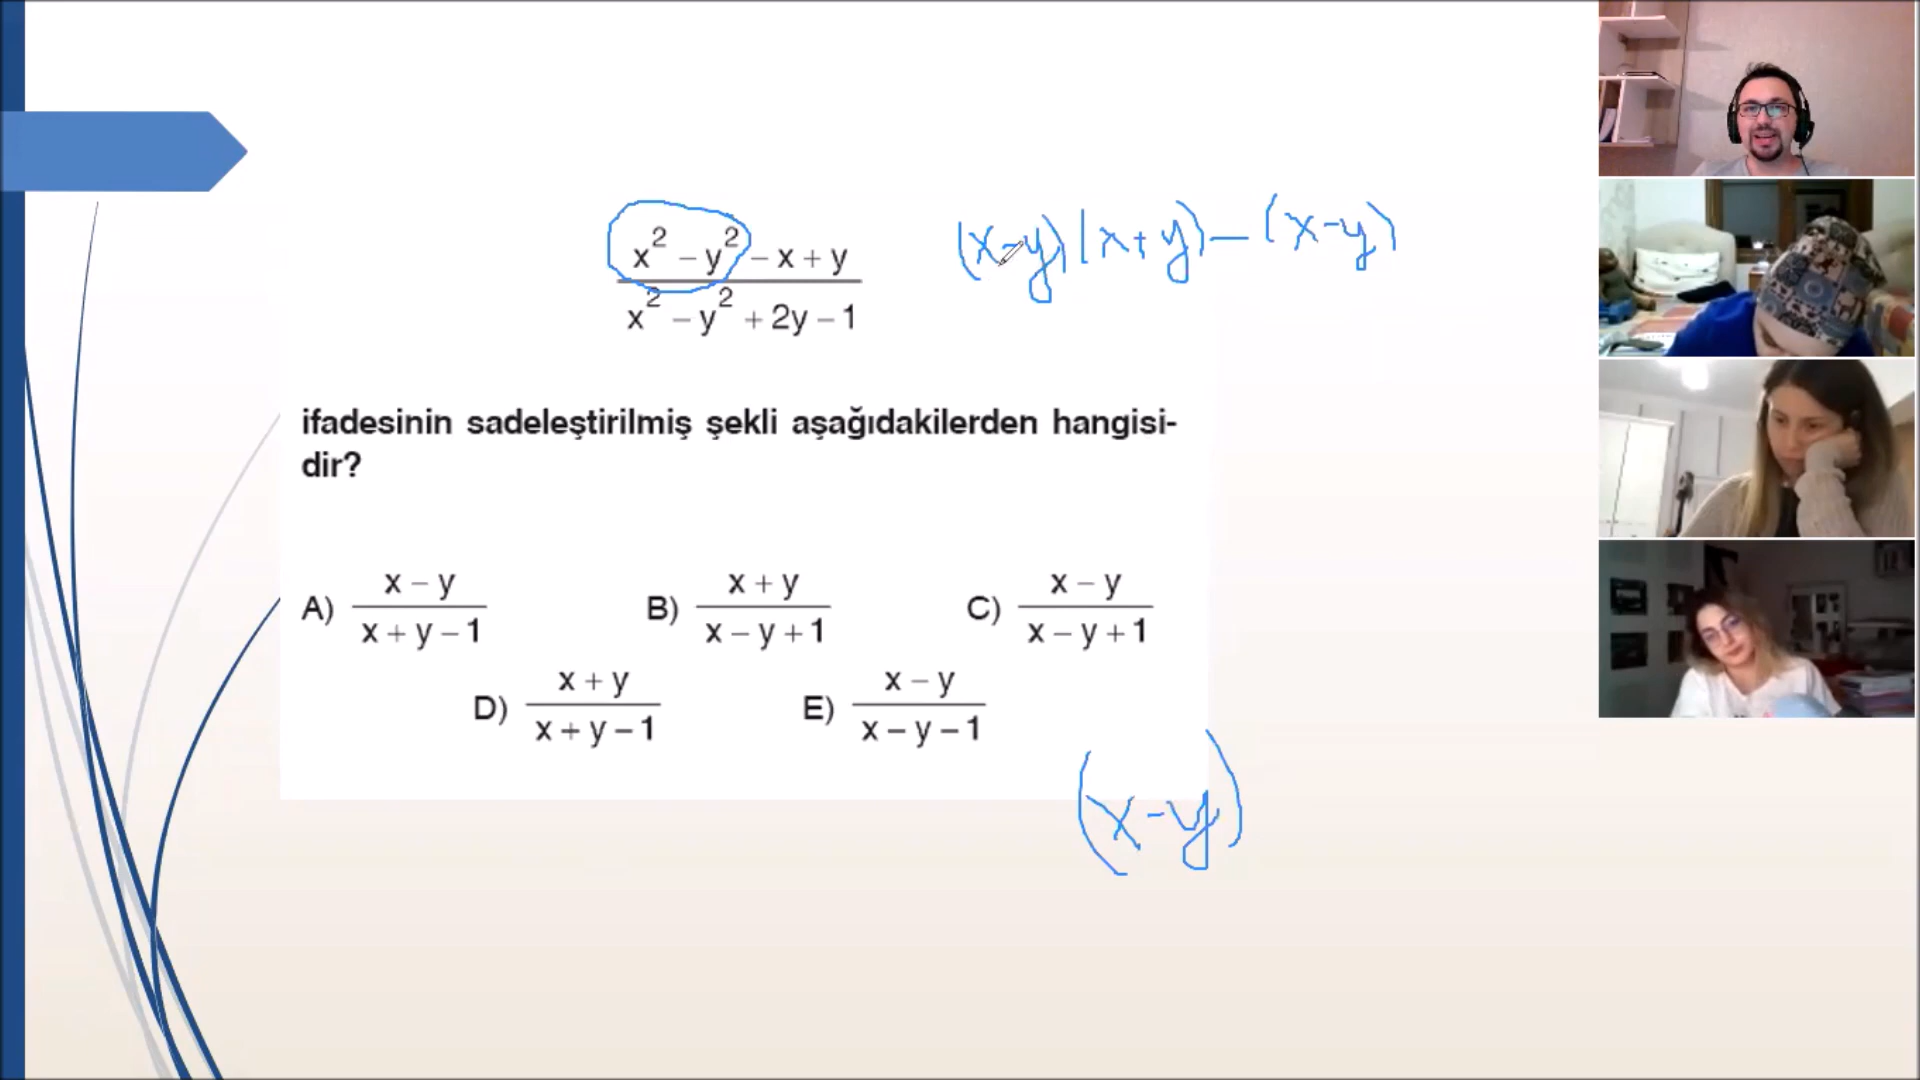 x² − y² − x + y
x² − y² + 2y − 1
(x-y)(x+y)-(x-y)
ifadesinin sadeleştirilmiş şekli aşağıdakilerden hangisi-
dir?
A) x − y
x + y − 1
B) x + y
x − y + 1
C) x − y
x − y + 1
D) x + y
x + y − 1
E) x − y
x − y − 1
(x-y)